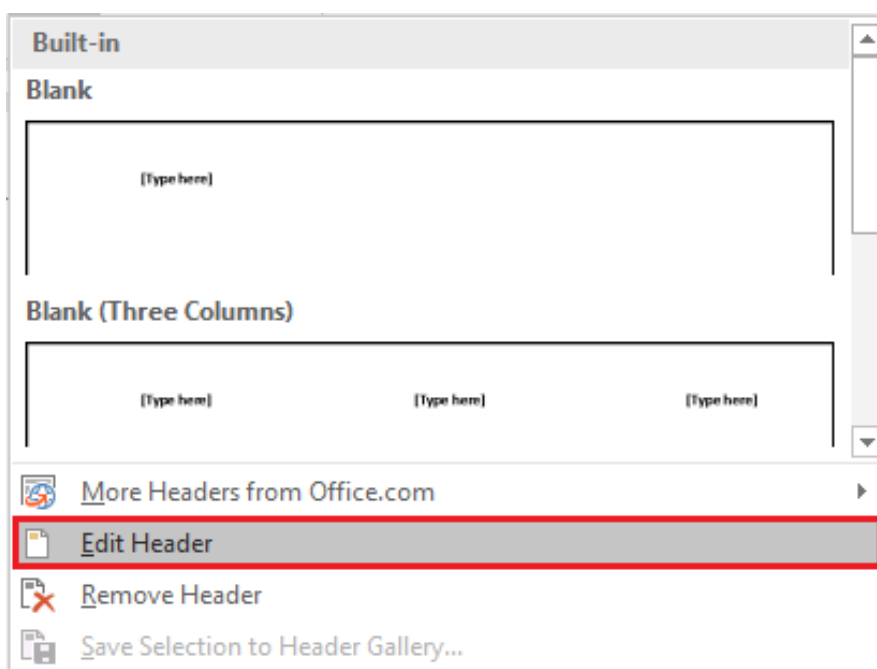 Built-in
Blank
[Type here]
Blank (Three Columns)
[Type here] [Type here] [Type here]
More Headers from Office.com
Edit Header
Remove Header
Save Selection to Header Gallery...